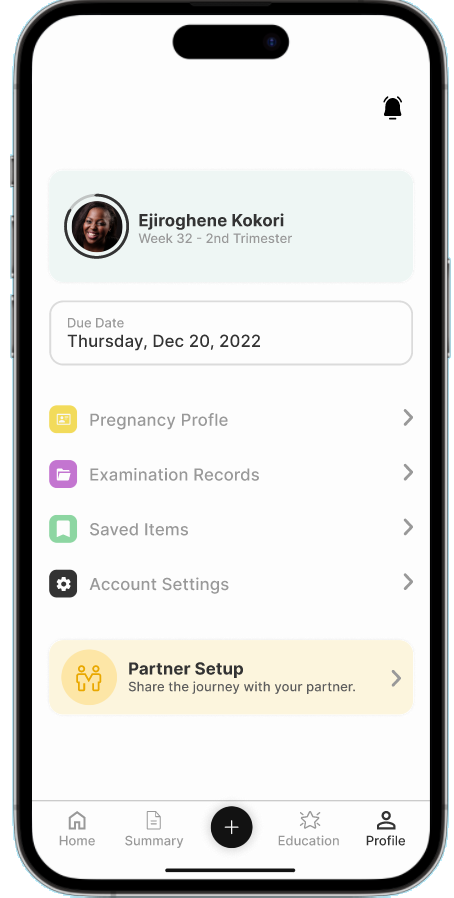 Ejiroghene Kokori
Week 32 - 2nd Trimester
Due Date
Thursday, Dec 20, 2022
Pregnancy Profle
Examination Records
Saved Items
Account Settings
Partner Setup
Share the journey with your partner.
Home
Summary
Education
Profile